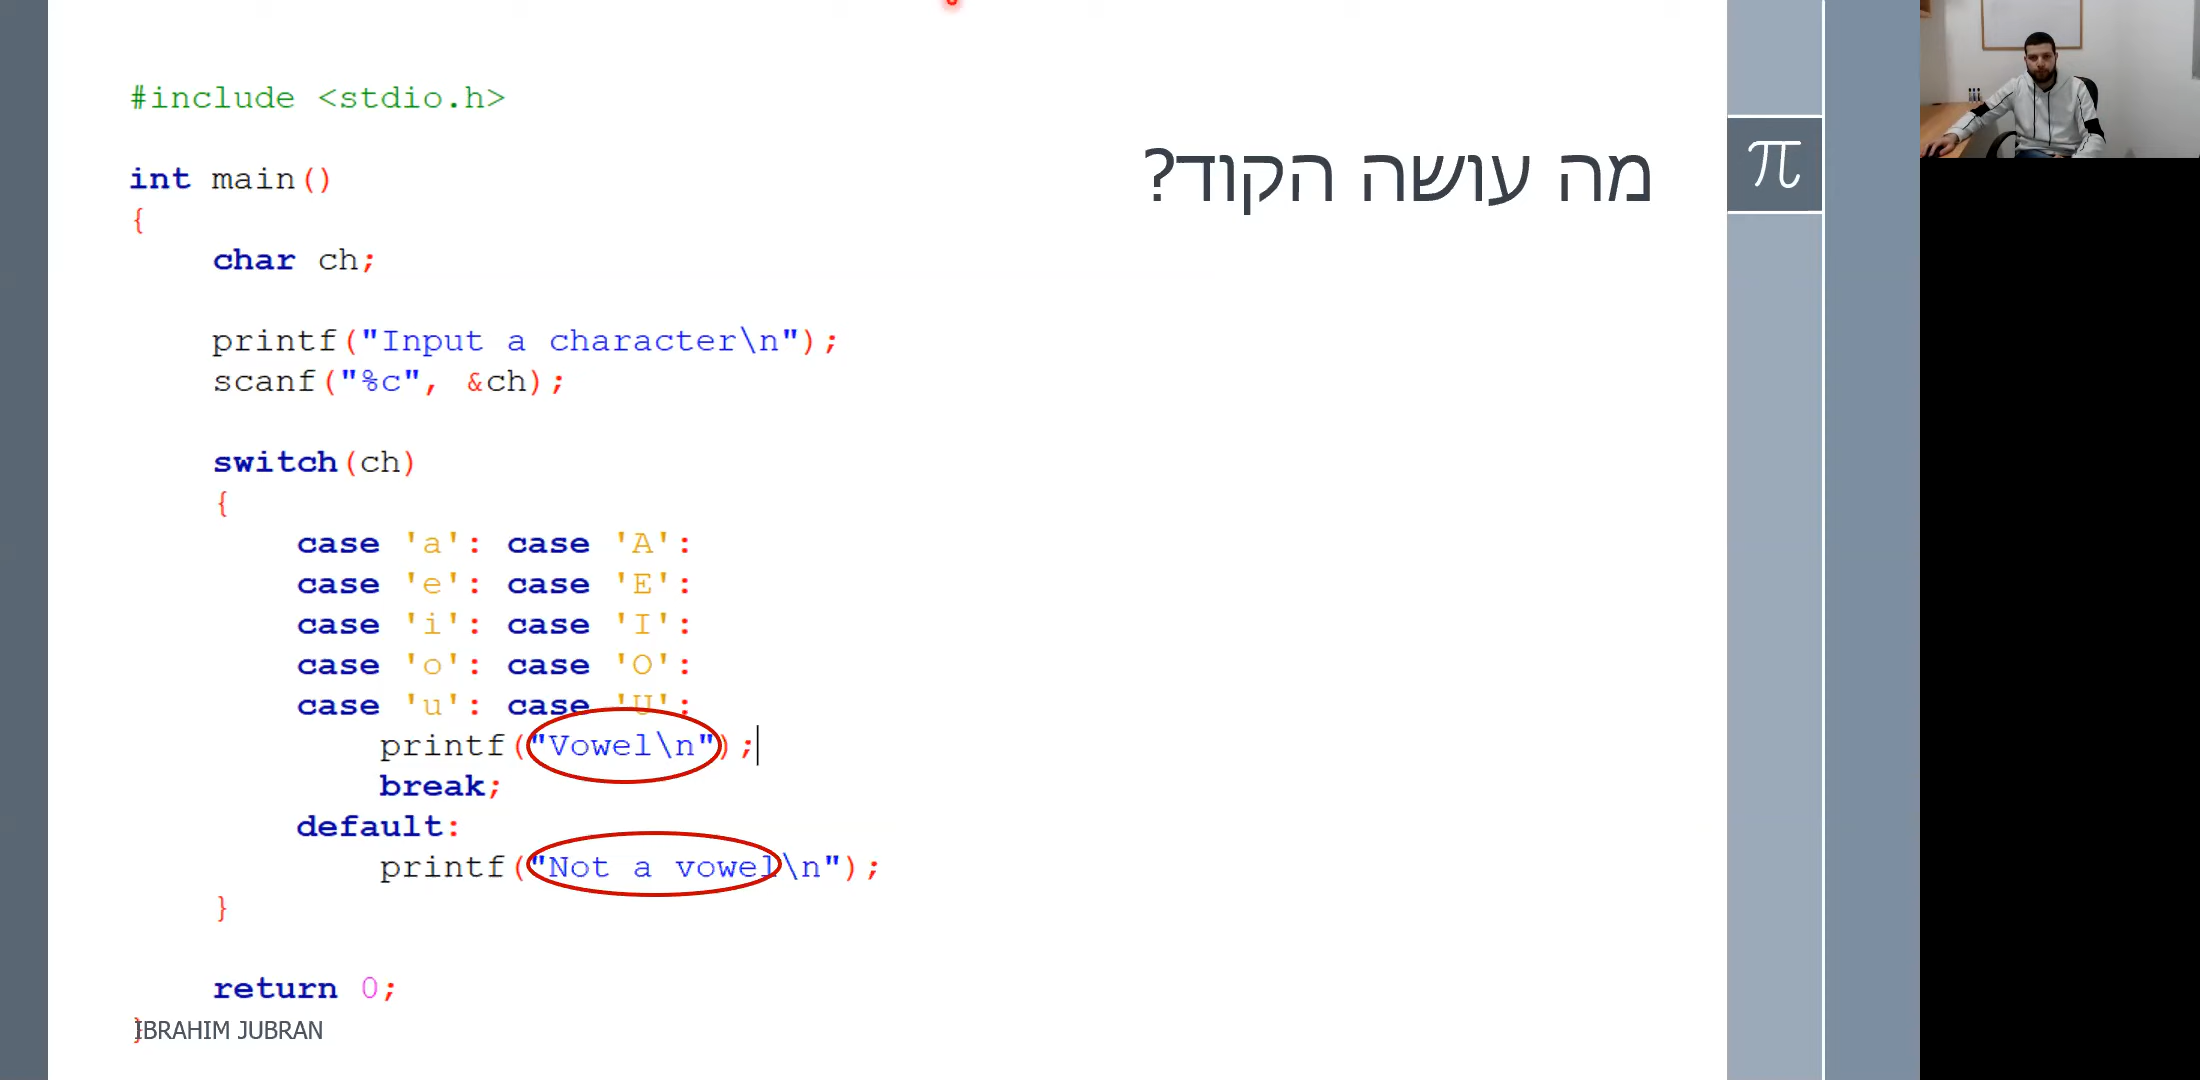 #include <stdio.h>
מה עושה הקוד?
π
int main()
{
char ch;
printf("Input a character\n");
scanf("%c", &ch);
switch(ch)
{
case 'a': case 'A':
case 'e': case 'E':
case 'i': case 'I':
case 'o': case 'O':
case 'u': case 'U':
printf("Vowel\n");
break;
default:
printf("Not a vowel\n");
}
return 0;
}
IBRAHIM JUBRAN